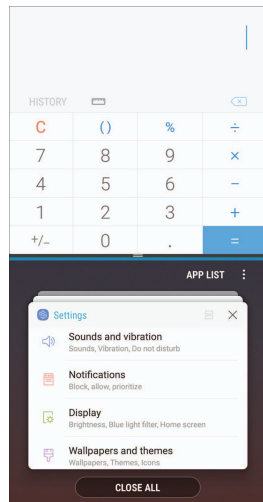 HISTORY
C ( ) % ÷
7 8 9 ×
4 5 6 −
1 2 3 +
+/− 0 . =
APP LIST
Settings
Sounds and vibration
Sounds, Vibration, Do not disturb
Notifications
Block, allow, prioritize
Display
Brightness, Blue light filter, Home screen
Wallpapers and themes
Wallpapers, Themes, Icons
CLOSE ALL